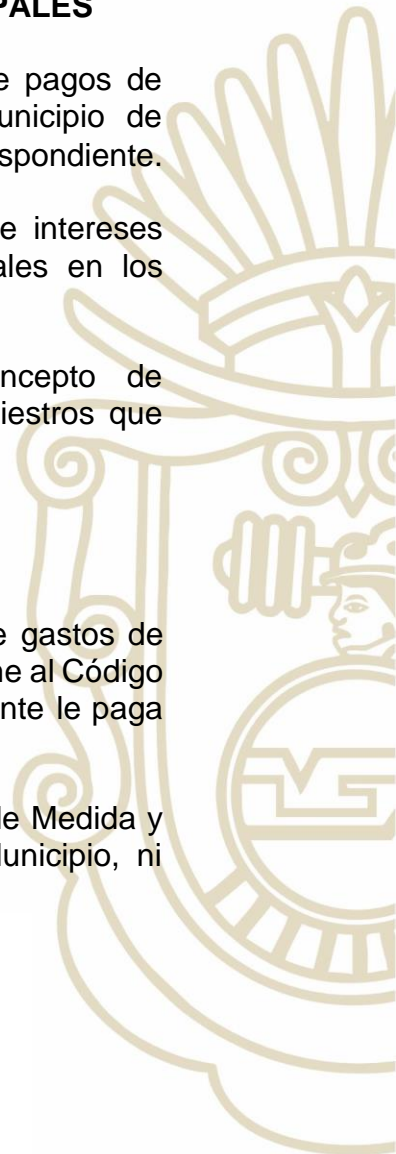 PALES
e pagos de
unicipio de
spondiente.
e intereses
ales en los
ncepto de
iestros que
e gastos de
ne al Código
nte le paga
de Medida y
Municipio, ni